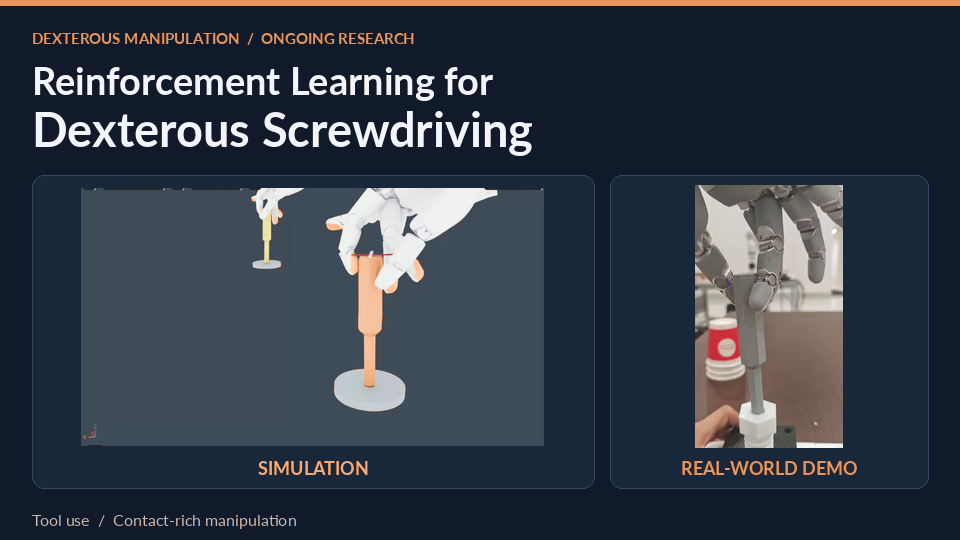 DEXTEROUS MANIPULATION / ONGOING RESEARCH
Reinforcement Learning for
Dexterous Screwdriving
SIMULATION
REAL-WORLD DEMO
Tool use / Contact-rich manipulation